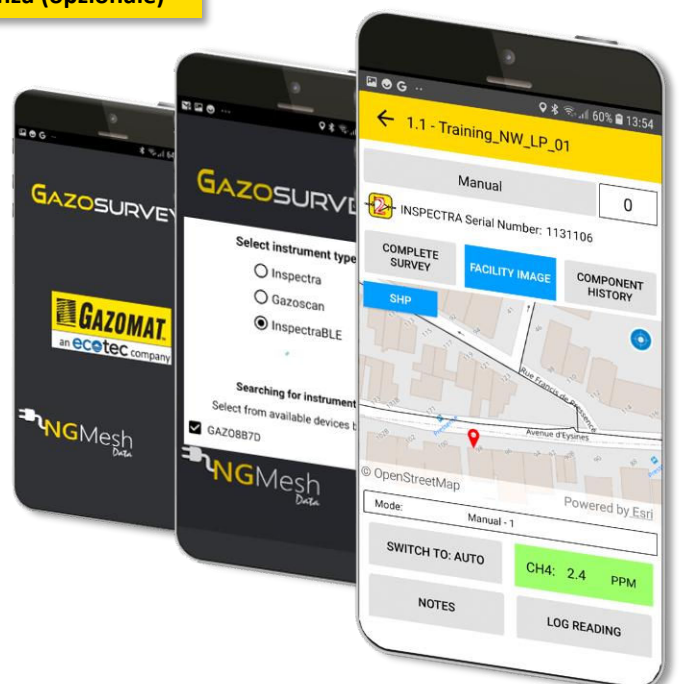 (opzionale)
GAZOSURVEY
GAZOMAT
an ecotec company
NGMesh
Data
GAZOSURVE
Select instrument type
Inspectra
Gazoscan
InspectraBLE
Searching for instrument
Select from available devices b
GAZO8B7D
NGMesh
Data
60% 13:54
1.1 - Training_NW_LP_01
Manual
0
INSPECTRA Serial Number: 1131106
COMPLETE
SURVEY
FACILITY IMAGE
COMPONENT
HISTORY
SHP
Rue Francis de Pressensé
Avenue d'Eysines
© OpenStreetMap
Powered by Esri
Mode:
Manual - 1
SWITCH TO: AUTO
CH4: 2.4 PPM
NOTES
LOG READING